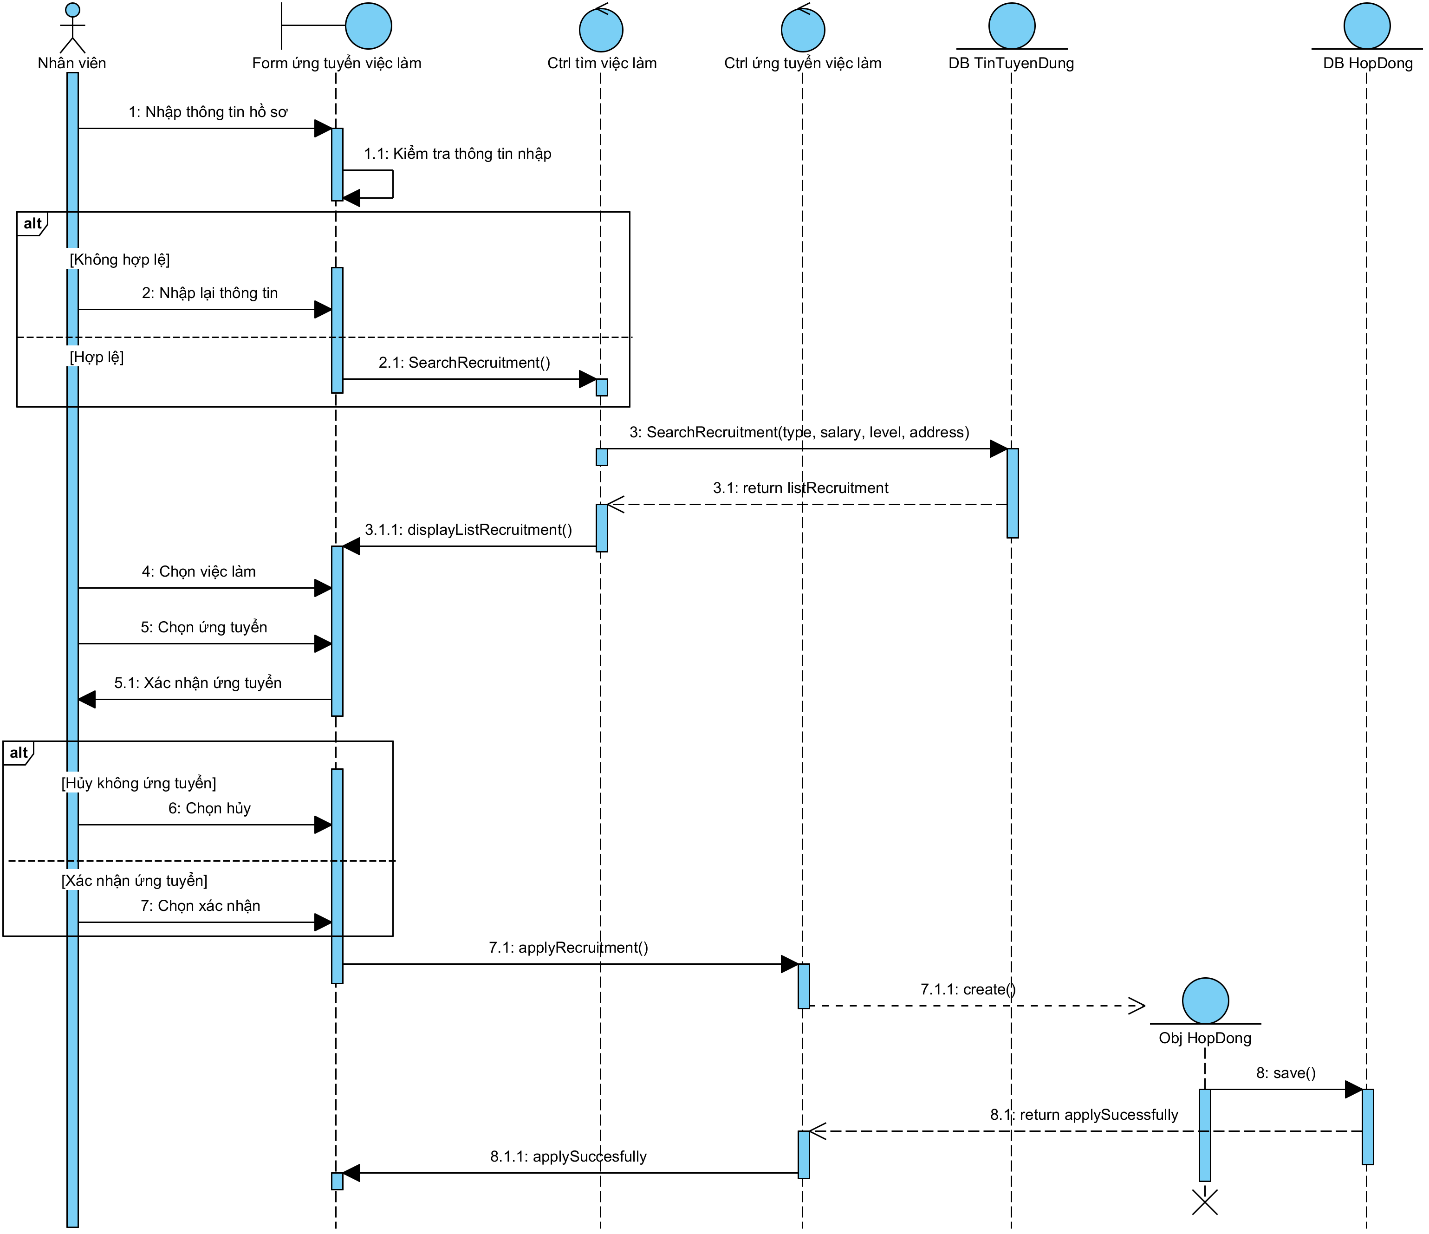 Nhân viên
Form ứng tuyển việc làm
Ctrl tìm việc làm
Ctrl ứng tuyển việc làm
DB TinTuyenDung
DB HopDong
1: Nhập thông tin hồ sơ
1.1: Kiểm tra thông tin nhập
alt
[Không hợp lệ]
2: Nhập lại thông tin
[Hợp lệ]
2.1: SearchRecruitment()
3: SearchRecruitment(type, salary, level, address)
3.1: return listRecruitment
3.1.1: displayListRecruitment()
4: Chọn việc làm
5: Chọn ứng tuyển
5.1: Xác nhận ứng tuyển
alt
[Hủy không ứng tuyển]
6: Chọn hủy
[Xác nhận ứng tuyển]
7: Chọn xác nhận
7.1: applyRecruitment()
7.1.1: create()
Obj HopDong
8: save()
8.1: return applySucessfully
8.1.1: applySuccesfully